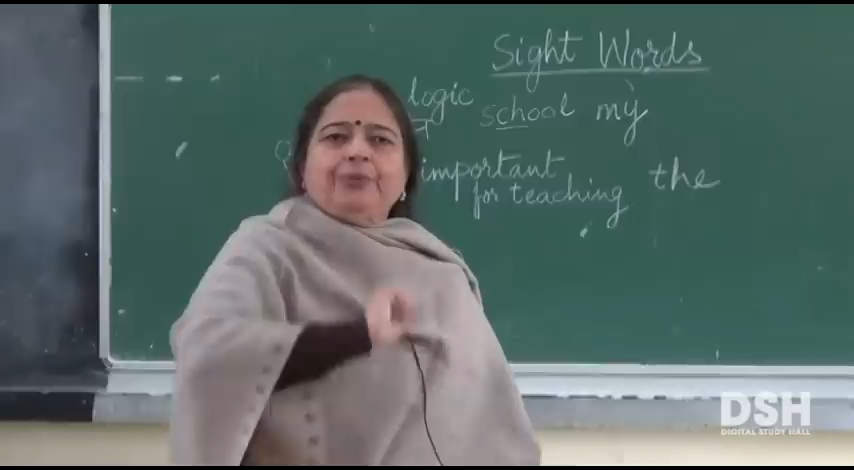 Sight Words
logic school my
important the
for teaching
DSH
DIGITAL STUDY HALL